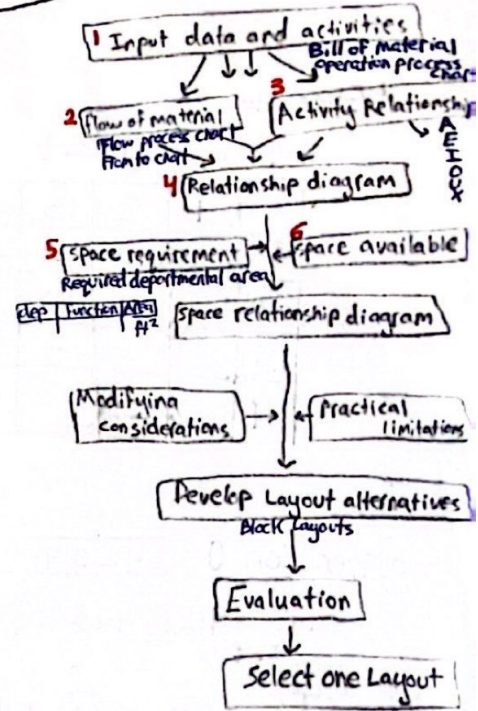 1 Input data and activities
Bill of material
operation process
char
2 Flow of material
3 Activity Relationship
Flow process chart
From to chart
A
E
I
O
U
X
4 Relationship diagram
5 space requirement
6 space available
Required departmental area
dep Function Area
ft²
space relationship diagram
Modifying
considerations
Practical
limitations
Develop Layout alternatives
Block Layouts
Evaluation
Select one Layout